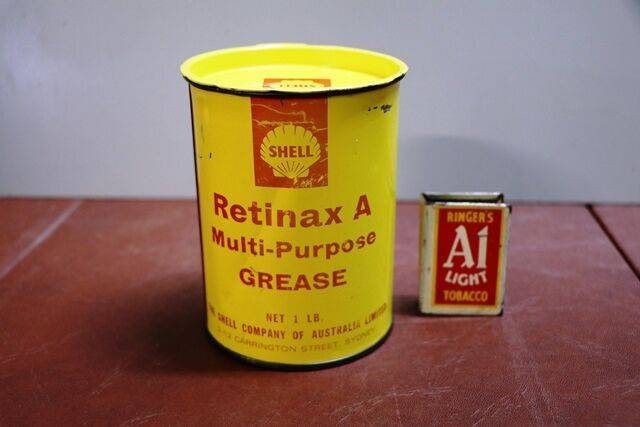 SHELL
SHELL
Retinax A
Multi-Purpose
GREASE
NET 1 LB.
SHELL COMPANY OF AUSTRALIA LIMITED
CARRINGTON STREET, SYDNEY
RINGER'S
A1
LIGHT
TOBACCO